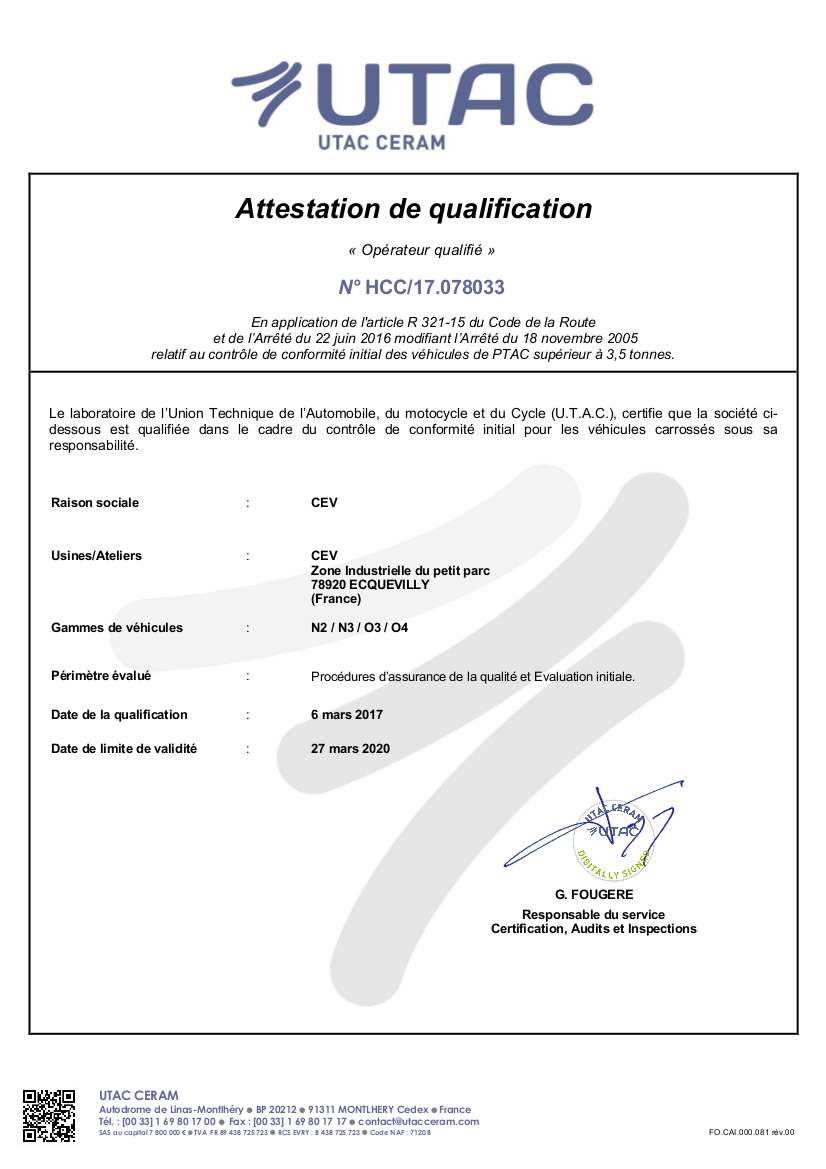 UTAC
UTAC CERAM
Attestation de qualification
« Opérateur qualifié »
N° HCC/17.078033
En application de l'article R 321-15 du Code de la Route
et de l'Arrêté du 22 juin 2016 modifiant l'Arrêté du 18 novembre 2005
relatif au contrôle de conformité initial des véhicules de PTAC supérieur à 3,5 tonnes.
Le laboratoire de l'Union Technique de l'Automobile, du motocycle et du Cycle (U.T.A.C.), certifie que la société ci-
dessous est qualifiée dans le cadre du contrôle de conformité initial pour les véhicules carrossés sous sa
responsabilité.
Raison sociale : CEV
Usines/Ateliers : CEV
Zone Industrielle du petit parc
78920 ECQUEVILLY
(France)
Gammes de véhicules : N2 / N3 / O3 / O4
Périmètre évalué : Procédures d'assurance de la qualité et Evaluation initiale.
Date de la qualification : 6 mars 2017
Date de limite de validité : 27 mars 2020
UTAC CERAM
UTAC
DIGITALLY SIGNED
G. FOUGERE
Responsable du service
Certification, Audits et Inspections
UTAC CERAM
Autodrome de Linas-Montlhéry ● BP 20212 ● 91311 MONTLHERY Cedex ● France
Tél. : [00 33] 1 69 80 17 00 ● Fax : [00 33] 1 69 80 17 17 ● contact@utacceram.com
SAS au capital 7 800 000 € ● TVA FR 89 438 725 723 ● RCS EVRY : B 438 725 723 ● Code NAF : 7120B
FO.CAI.000.081 rév.00